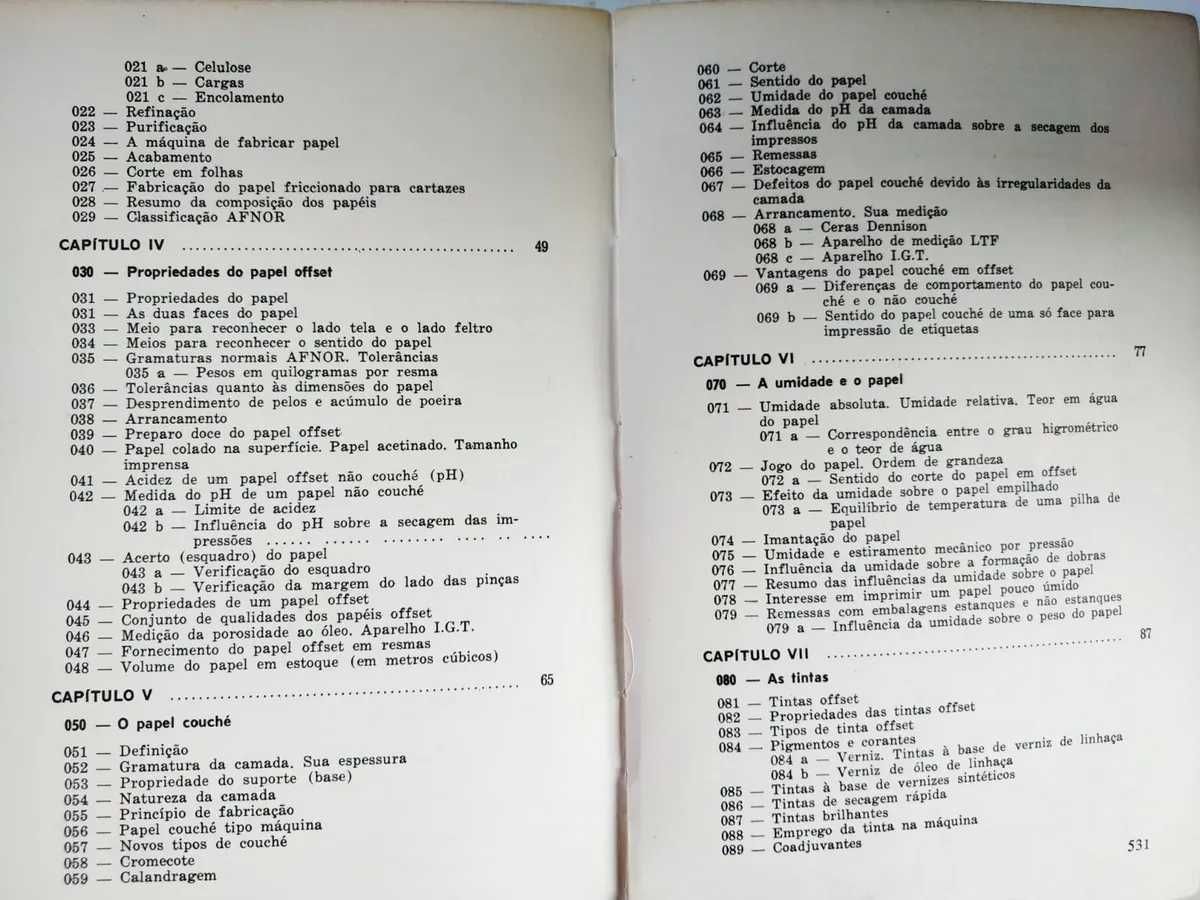 021 a — Celulose
021 b — Cargas
021 c — Encolamento
022 — Refinação
023 — Purificação
024 — A máquina de fabricar papel
025 — Acabamento
026 — Corte em folhas
027 — Fabricação do papel friccionado para cartazes
028 — Resumo da composição dos papéis
029 — Classificação AFNOR
CAPÍTULO IV ........................................ 49
030 — Propriedades do papel offset
031 — Propriedades do papel
031 — As duas faces do papel
033 — Meio para reconhecer o lado tela e o lado feltro
034 — Meios para reconhecer o sentido do papel
035 — Gramaturas normais AFNOR. Tolerâncias
035 a — Pesos em quilogramas por resma
036 — Tolerâncias quanto às dimensões do papel
037 — Desprendimento de pelos e acúmulo de poeira
038 — Arrancamento
039 — Preparo doce do papel offset
040 — Papel colado na superfície. Papel acetinado. Tamanho
imprensa
041 — Acidez de um papel offset não couché (pH)
042 — Medida do pH de um papel não couché
042 a — Limite de acidez
042 b — Influência do pH sobre a secagem das im-
pressões ...... ...... ........ .... .. ....
043 — Acerto (esquadro) do papel
043 a — Verificação do esquadro
043 b — Verificação da margem do lado das pinças
044 — Propriedades de um papel offset
045 — Conjunto de qualidades dos papéis offset
046 — Medição da porosidade ao óleo. Aparelho I.G.T.
047 — Fornecimento do papel offset em resmas
048 — Volume do papel em estoque (em metros cúbicos)
CAPÍTULO V ........................................ 65
050 — O papel couché
051 — Definição
052 — Gramatura da camada. Sua espessura
053 — Propriedade do suporte (base)
054 — Natureza da camada
055 — Princípio de fabricação
056 — Papel couché tipo máquina
057 — Novos tipos de couché
058 — Cromecote
059 — Calandragem
060 — Corte
061 — Sentido do papel
062 — Umidade do papel couché
063 — Medida do pH da camada
064 — Influência do pH da camada sobre a secagem dos
impressos
065 — Remessas
066 — Estocagem
067 — Defeitos do papel couché devido às irregularidades da
camada
068 — Arrancamento. Sua medição
068 a — Ceras Dennison
068 b — Aparelho de medição LTF
068 c — Aparelho I.G.T.
069 — Vantagens do papel couché em offset
069 a — Diferenças de comportamento do papel cou-
ché e o não couché
069 b — Sentido do papel couché de uma só face para
impressão de etiquetas
CAPÍTULO VI ........................................ 77
070 — A umidade e o papel
071 — Umidade absoluta. Umidade relativa. Teor em água
do papel
071 a — Correspondência entre o grau higrométrico
e o teor de água
072 — Jogo do papel. Ordem de grandeza
072 a — Sentido do corte do papel em offset
073 — Efeito da umidade sobre o papel empilhado
073 a — Equilíbrio de temperatura de uma pilha de
papel
074 — Imantação do papel
075 — Umidade e estiramento mecânico por pressão
076 — Influência da umidade sobre a formação de dobras
077 — Resumo das influências da umidade sobre o papel
078 — Interesse em imprimir um papel pouco úmido
079 — Remessas com embalagens estanques e não estanques
079 a — Influência da umidade sobre o peso do papel
CAPÍTULO VII ........................................ 87
080 — As tintas
081 — Tintas offset
082 — Propriedades das tintas offset
083 — Tipos de tinta offset
084 — Pigmentos e corantes
084 a — Verniz. Tintas à base de verniz de linhaça
084 b — Verniz de óleo de linhaça
085 — Tintas à base de vernizes sintéticos
086 — Tintas de secagem rápida
087 — Tintas brilhantes
088 — Emprego da tinta na máquina
089 — Coadjuvantes
531